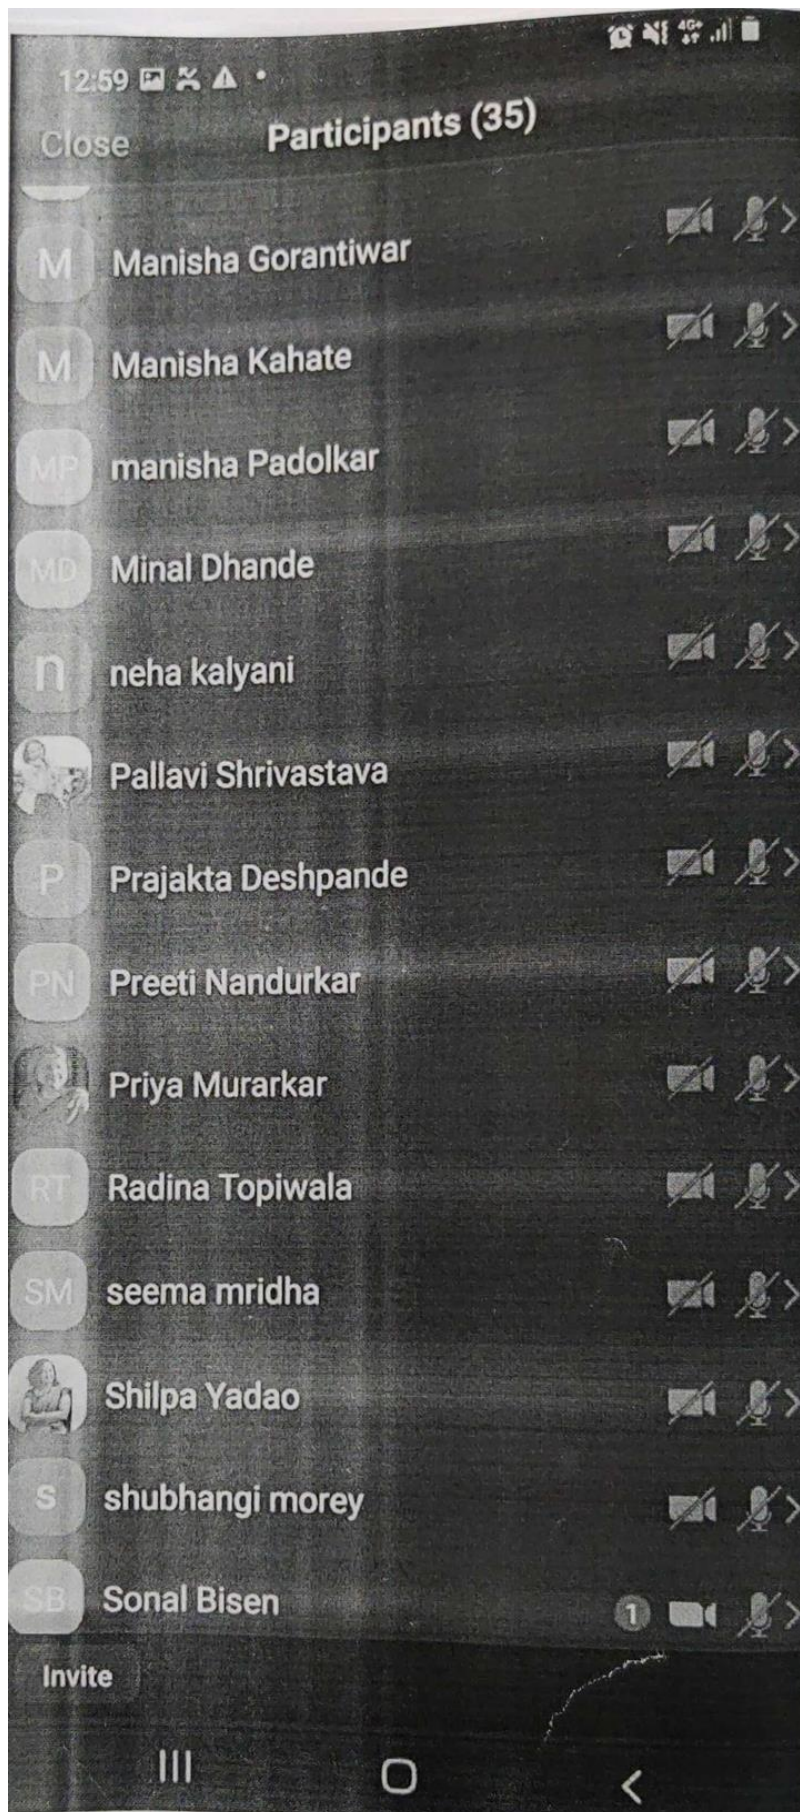 12:59
4G+
Close
Participants (35)
M Manisha Gorantiwar
M Manisha Kahate
MP manisha Padolkar
MD Minal Dhande
n neha kalyani
Pallavi Shrivastava
P Prajakta Deshpande
PN Preeti Nandurkar
Priya Murarkar
RT Radina Topiwala
SM seema mridha
Shilpa Yadao
s shubhangi morey
SB Sonal Bisen 1
Invite